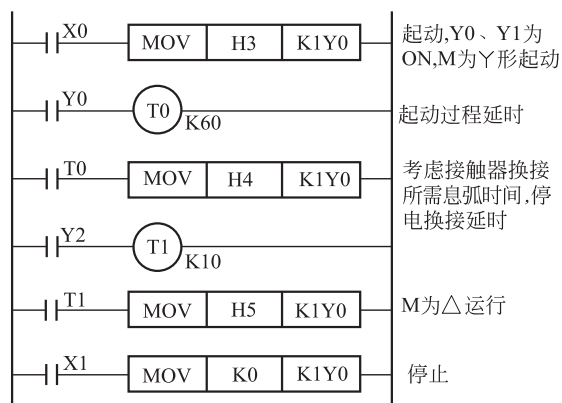 X0 MOV H3 K1Y0 起动,Y0、Y1为
ON,M为丫形起动
Y0 T0 K60 起动过程延时
T0 MOV H4 K1Y0 考虑接触器换接
所需息弧时间,停
电换接延时
Y2 T1 K10
T1 MOV H5 K1Y0 M为△运行
X1 MOV K0 K1Y0 停止